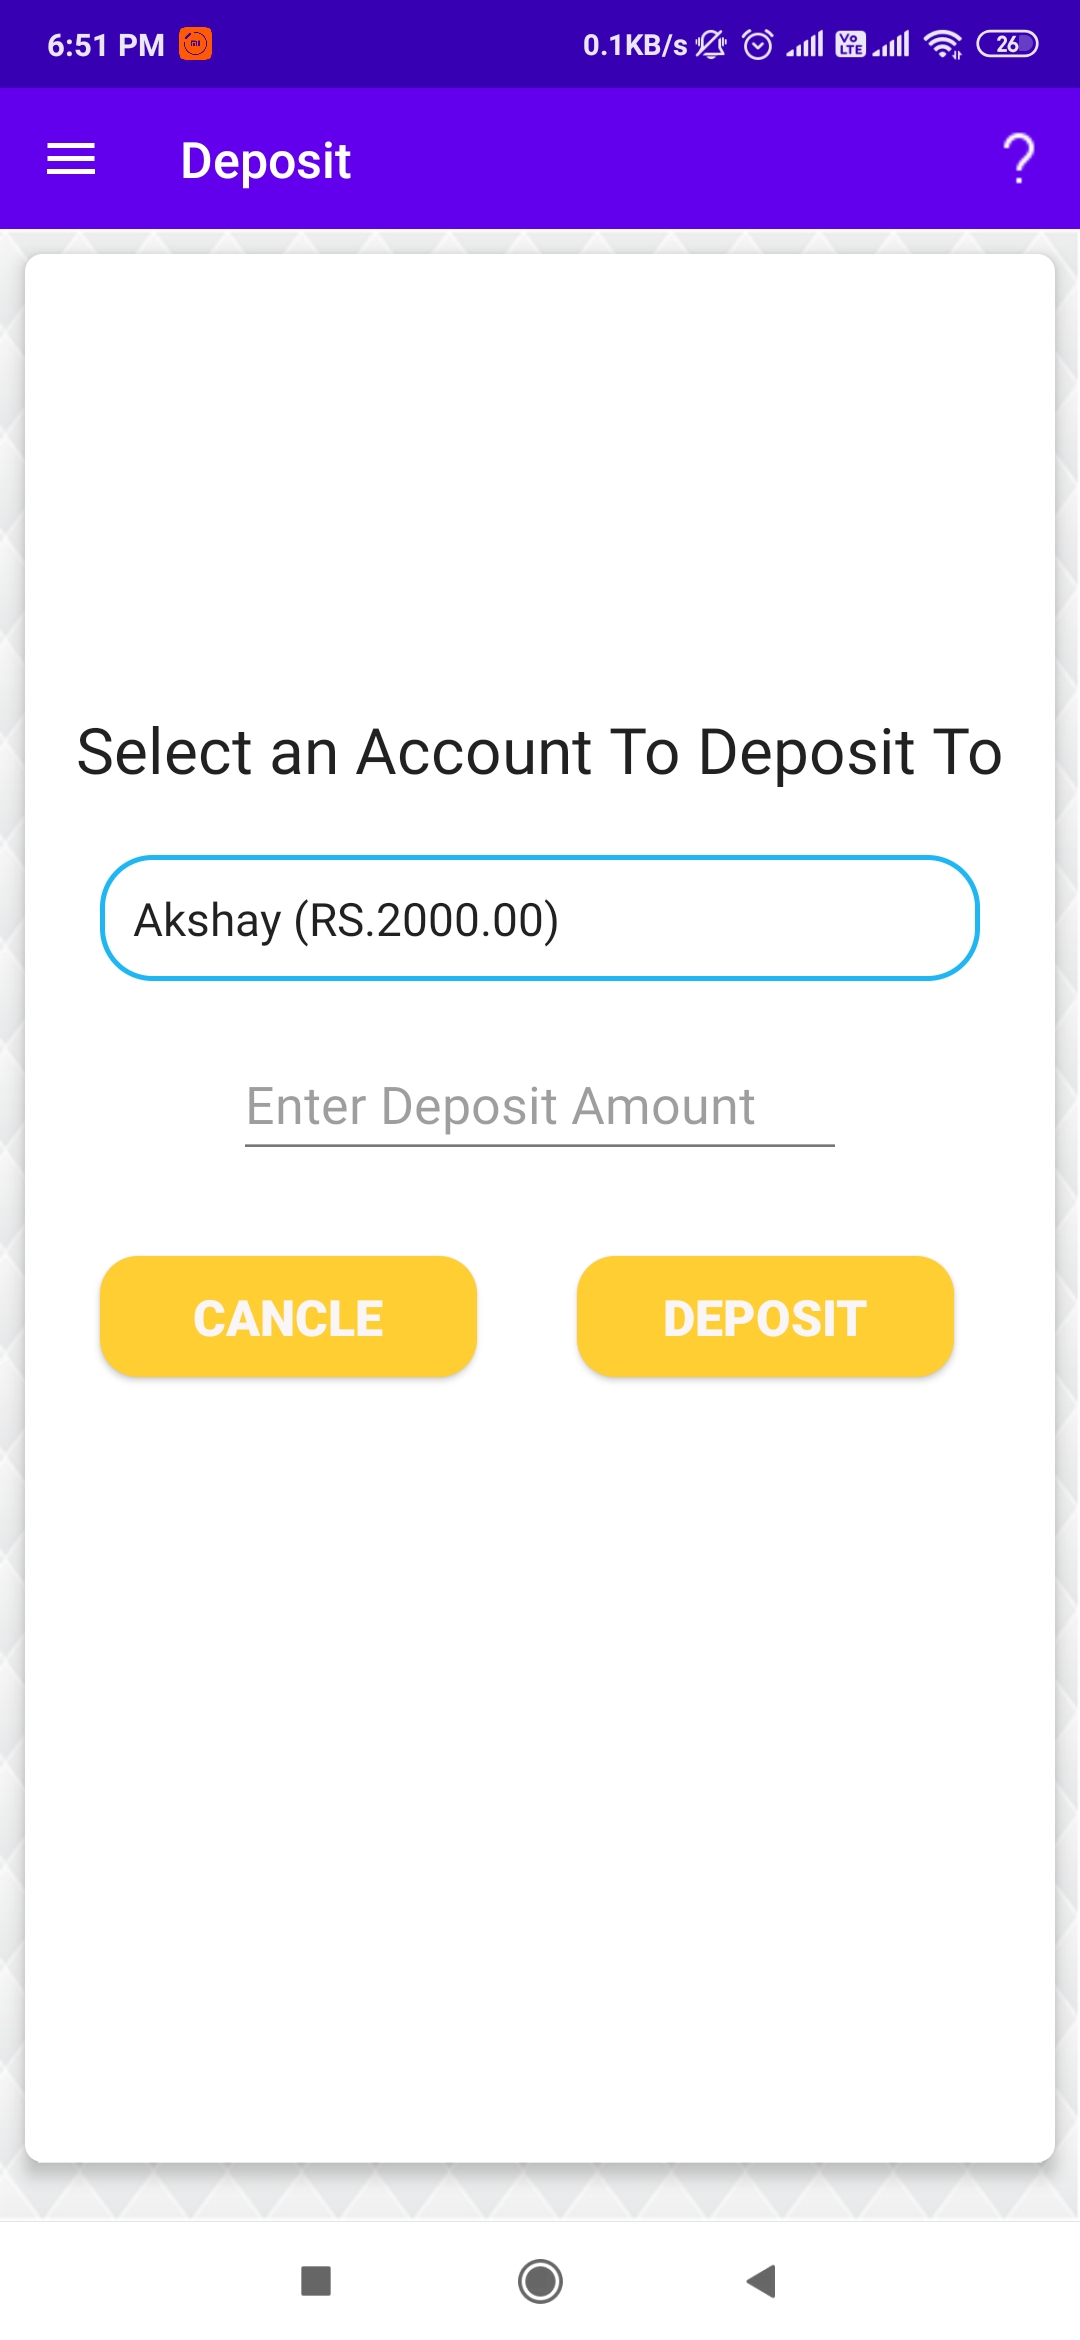 6:51 PM 0.1KB/s Vo LTE 26
Deposit ?
Select an Account To Deposit To
Akshay (RS.2000.00)
Enter Deposit Amount
CANCLE DEPOSIT